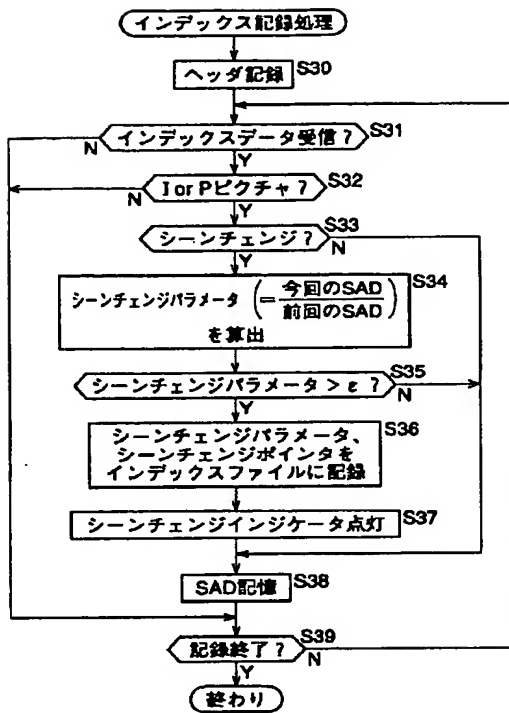 インデックス記録処理
S30
ヘッダ記録
S31
インデックスデータ受信？
N
Y
S32
I or Pピクチャ？
N
Y
S33
シーンチェンジ？
N
Y
S34
シーンチェンジパラメータ（＝今回のSAD/前回のSAD）
を算出
S35
シーンチェンジパラメータ＞ε？
N
Y
S36
シーンチェンジパラメータ、
シーンチェンジポインタを
インデックスファイルに記録
S37
シーンチェンジインジケータ点灯
S38
SAD記憶
S39
記録終了？
N
Y
終わり